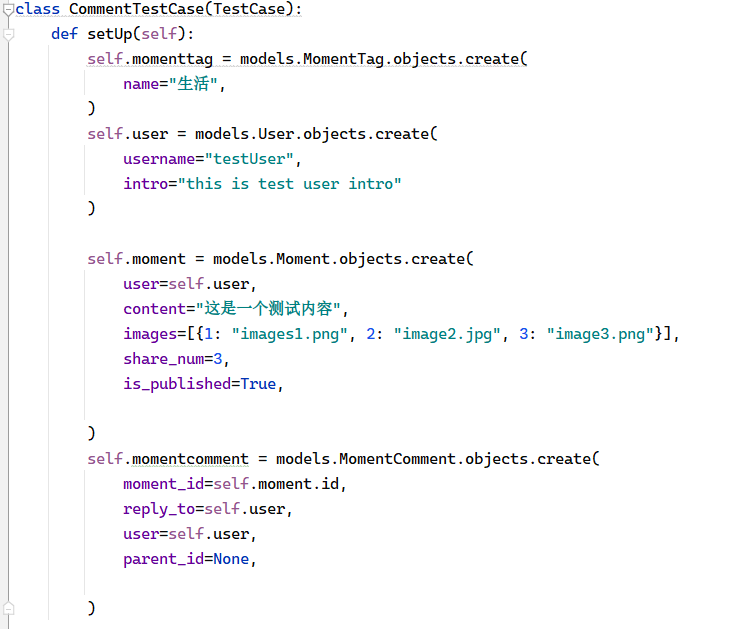 class CommentTestCase(TestCase):
    def setUp(self):
        self.momenttag = models.MomentTag.objects.create(
            name="生活",
        )
        self.user = models.User.objects.create(
            username="testUser",
            intro="this is test user intro"
        )
        self.moment = models.Moment.objects.create(
            user=self.user,
            content="这是一个测试内容",
            images=[{1: "images1.png", 2: "image2.jpg", 3: "image3.png"}],
            share_num=3,
            is_published=True,
        )
        self.momentcomment = models.MomentComment.objects.create(
            moment_id=self.moment.id,
            reply_to=self.user,
            user=self.user,
            parent_id=None,
        )